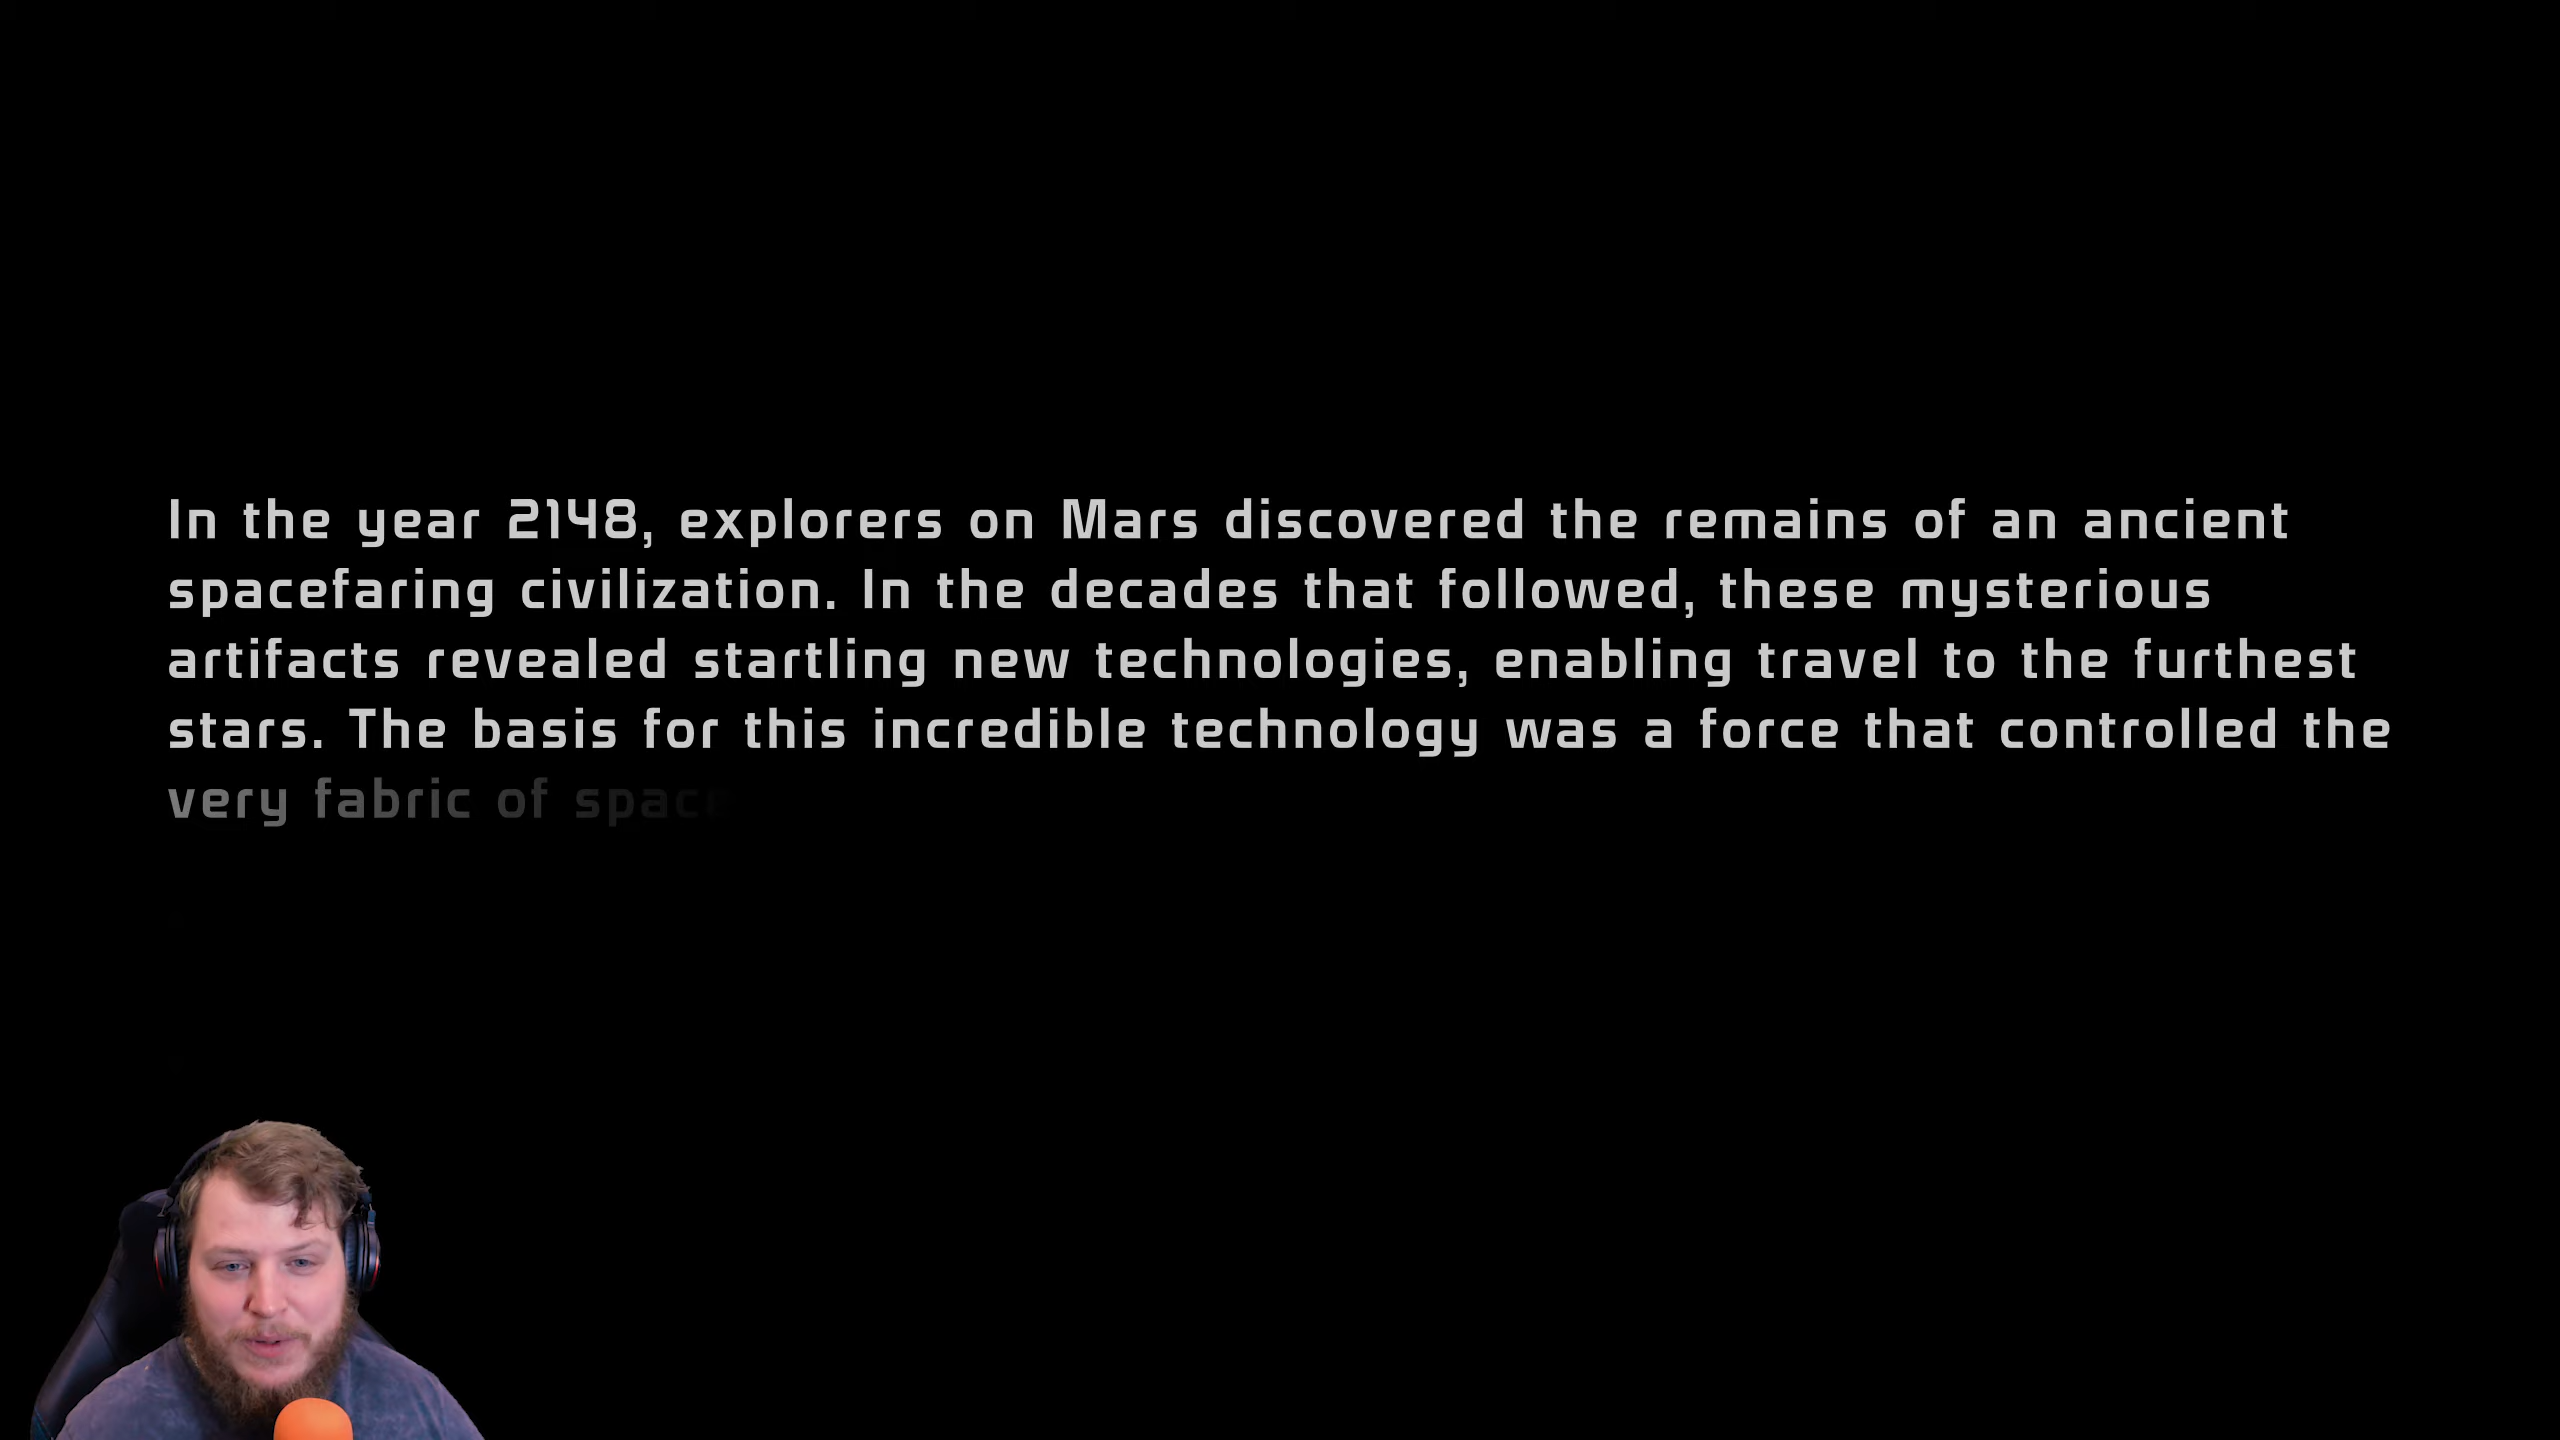 In the year 2148, explorers on Mars discovered the remains of an ancient
spacefaring civilization. In the decades that followed, these mysterious
artifacts revealed startling new technologies, enabling travel to the furthest
stars. The basis for this incredible technology was a force that controlled the
very fabric of space